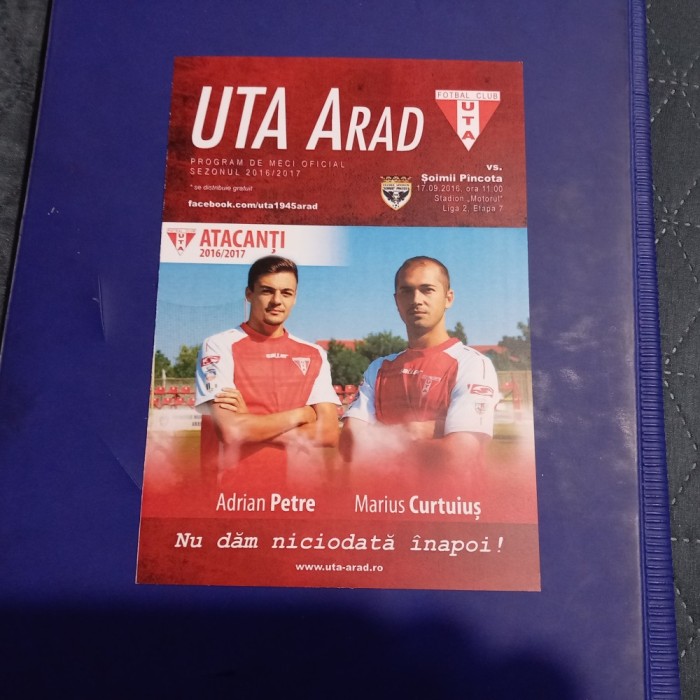 UTA ARAD
FOTBAL CLUB
UTA
PROGRAM DE MECI OFICIAL
SEZONUL 2016/2017
* se distribuie gratuit
facebook.com/uta1945arad
vs.
Șoimii Pincota
17.09.2016, ora 11.00
Stadion „Motorul”
Liga 2, Etapa 7
UTA
ATACANȚI
2016/2017
Adrian Petre
Marius Curtuiuș
Nu dăm niciodată înapoi!
www.uta-arad.ro